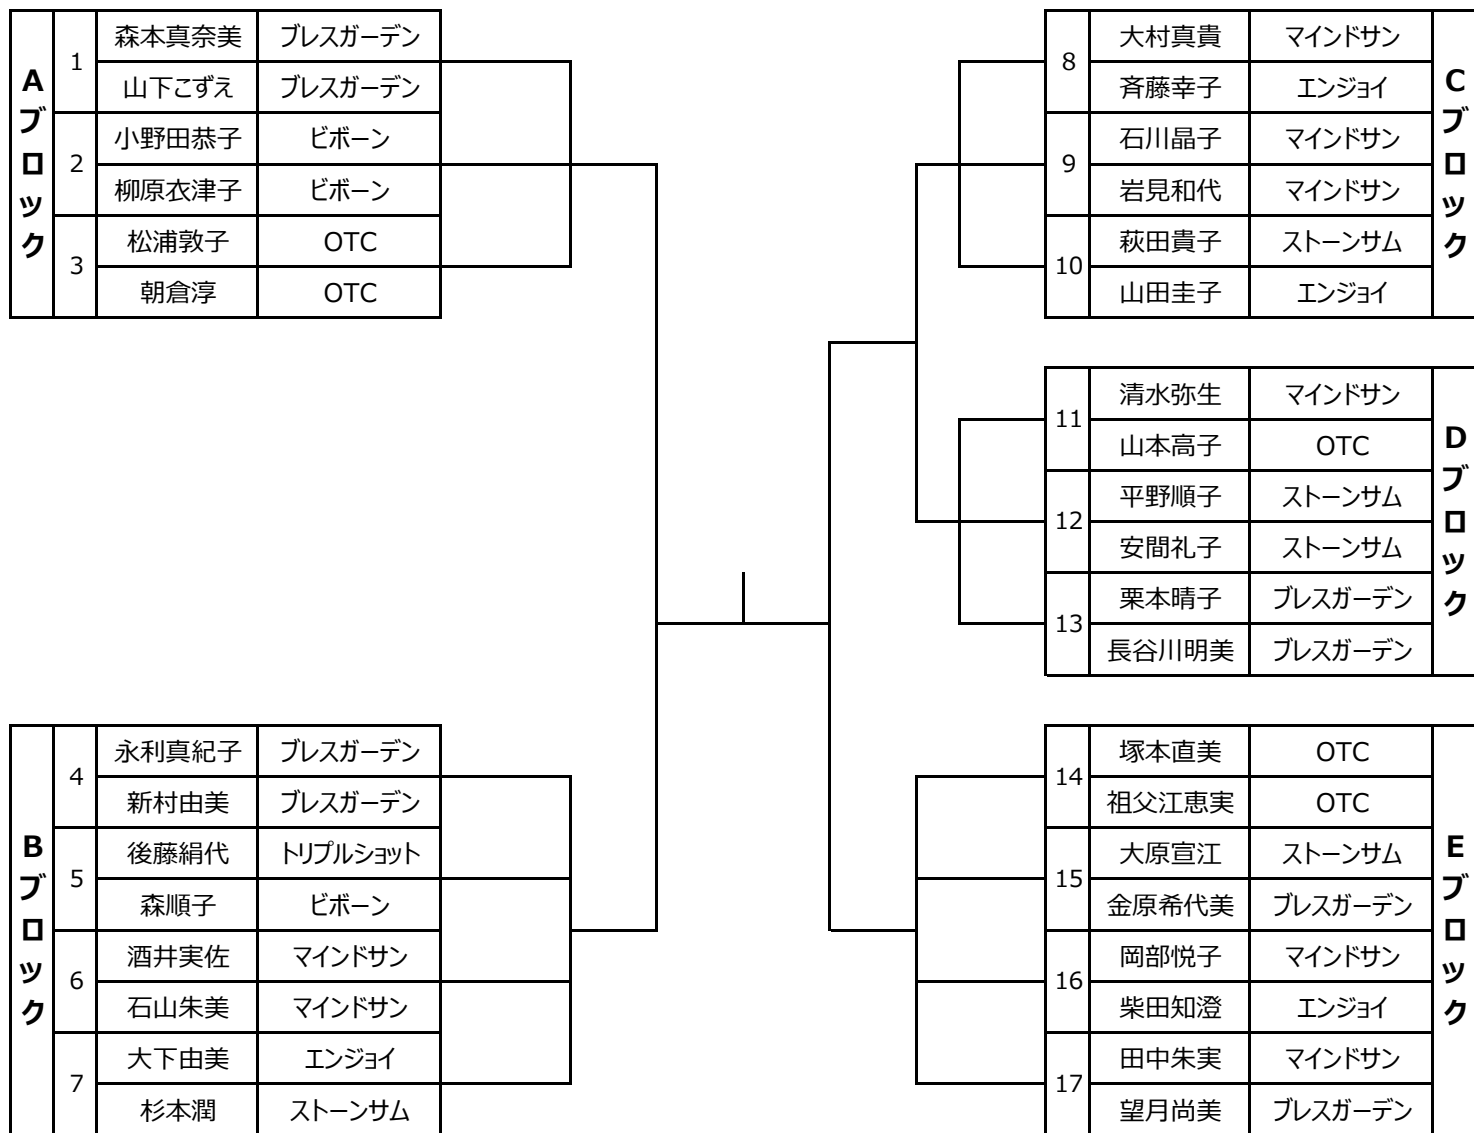 Aブロック
1
森本真奈美 ブレスガーデン
山下こずえ ブレスガーデン
2
小野田恭子 ビボーン
柳原衣津子 ビボーン
3
松浦敦子 OTC
朝倉淳 OTC
Bブロック
4
永利真紀子 ブレスガーデン
新村由美 ブレスガーデン
5
後藤絹代 トリプルショット
森順子 ビボーン
6
酒井実佐 マインドサン
石山朱美 マインドサン
7
大下由美 エンジョイ
杉本潤 ストーンサム
Cブロック
8
大村真貴 マインドサン
斉藤幸子 エンジョイ
9
石川晶子 マインドサン
岩見和代 マインドサン
10
萩田貴子 ストーンサム
山田圭子 エンジョイ
Dブロック
11
清水弥生 マインドサン
山本高子 OTC
12
平野順子 ストーンサム
安間礼子 ストーンサム
13
栗本晴子 ブレスガーデン
長谷川明美 ブレスガーデン
Eブロック
14
塚本直美 OTC
祖父江恵実 OTC
15
大原宣江 ストーンサム
金原希代美 ブレスガーデン
16
岡部悦子 マインドサン
柴田知澄 エンジョイ
17
田中朱実 マインドサン
望月尚美 ブレスガーデン